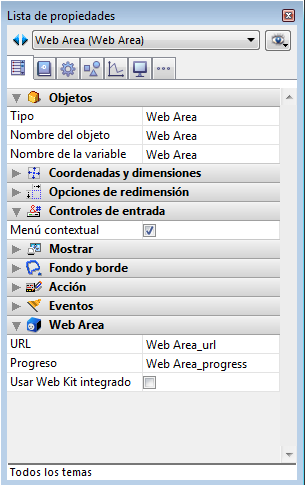 Lista de propiedades
Web Area (Web Area)
Objetos
Tipo Web Area
Nombre del objeto Web Area
Nombre de la variable Web Area
Coordenadas y dimensiones
Opciones de redimensión
Controles de entrada
Menú contextual
Mostrar
Fondo y borde
Acción
Eventos
Web Area
URL Web Area_url
Progreso Web Area_progress
Usar Web Kit integrado
Todos los temas